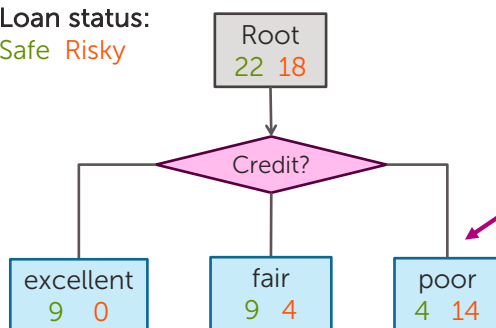 Loan status:
Safe Risky
Root
22 18
Credit?
excellent
9 0
fair
9 4
poor
4 14